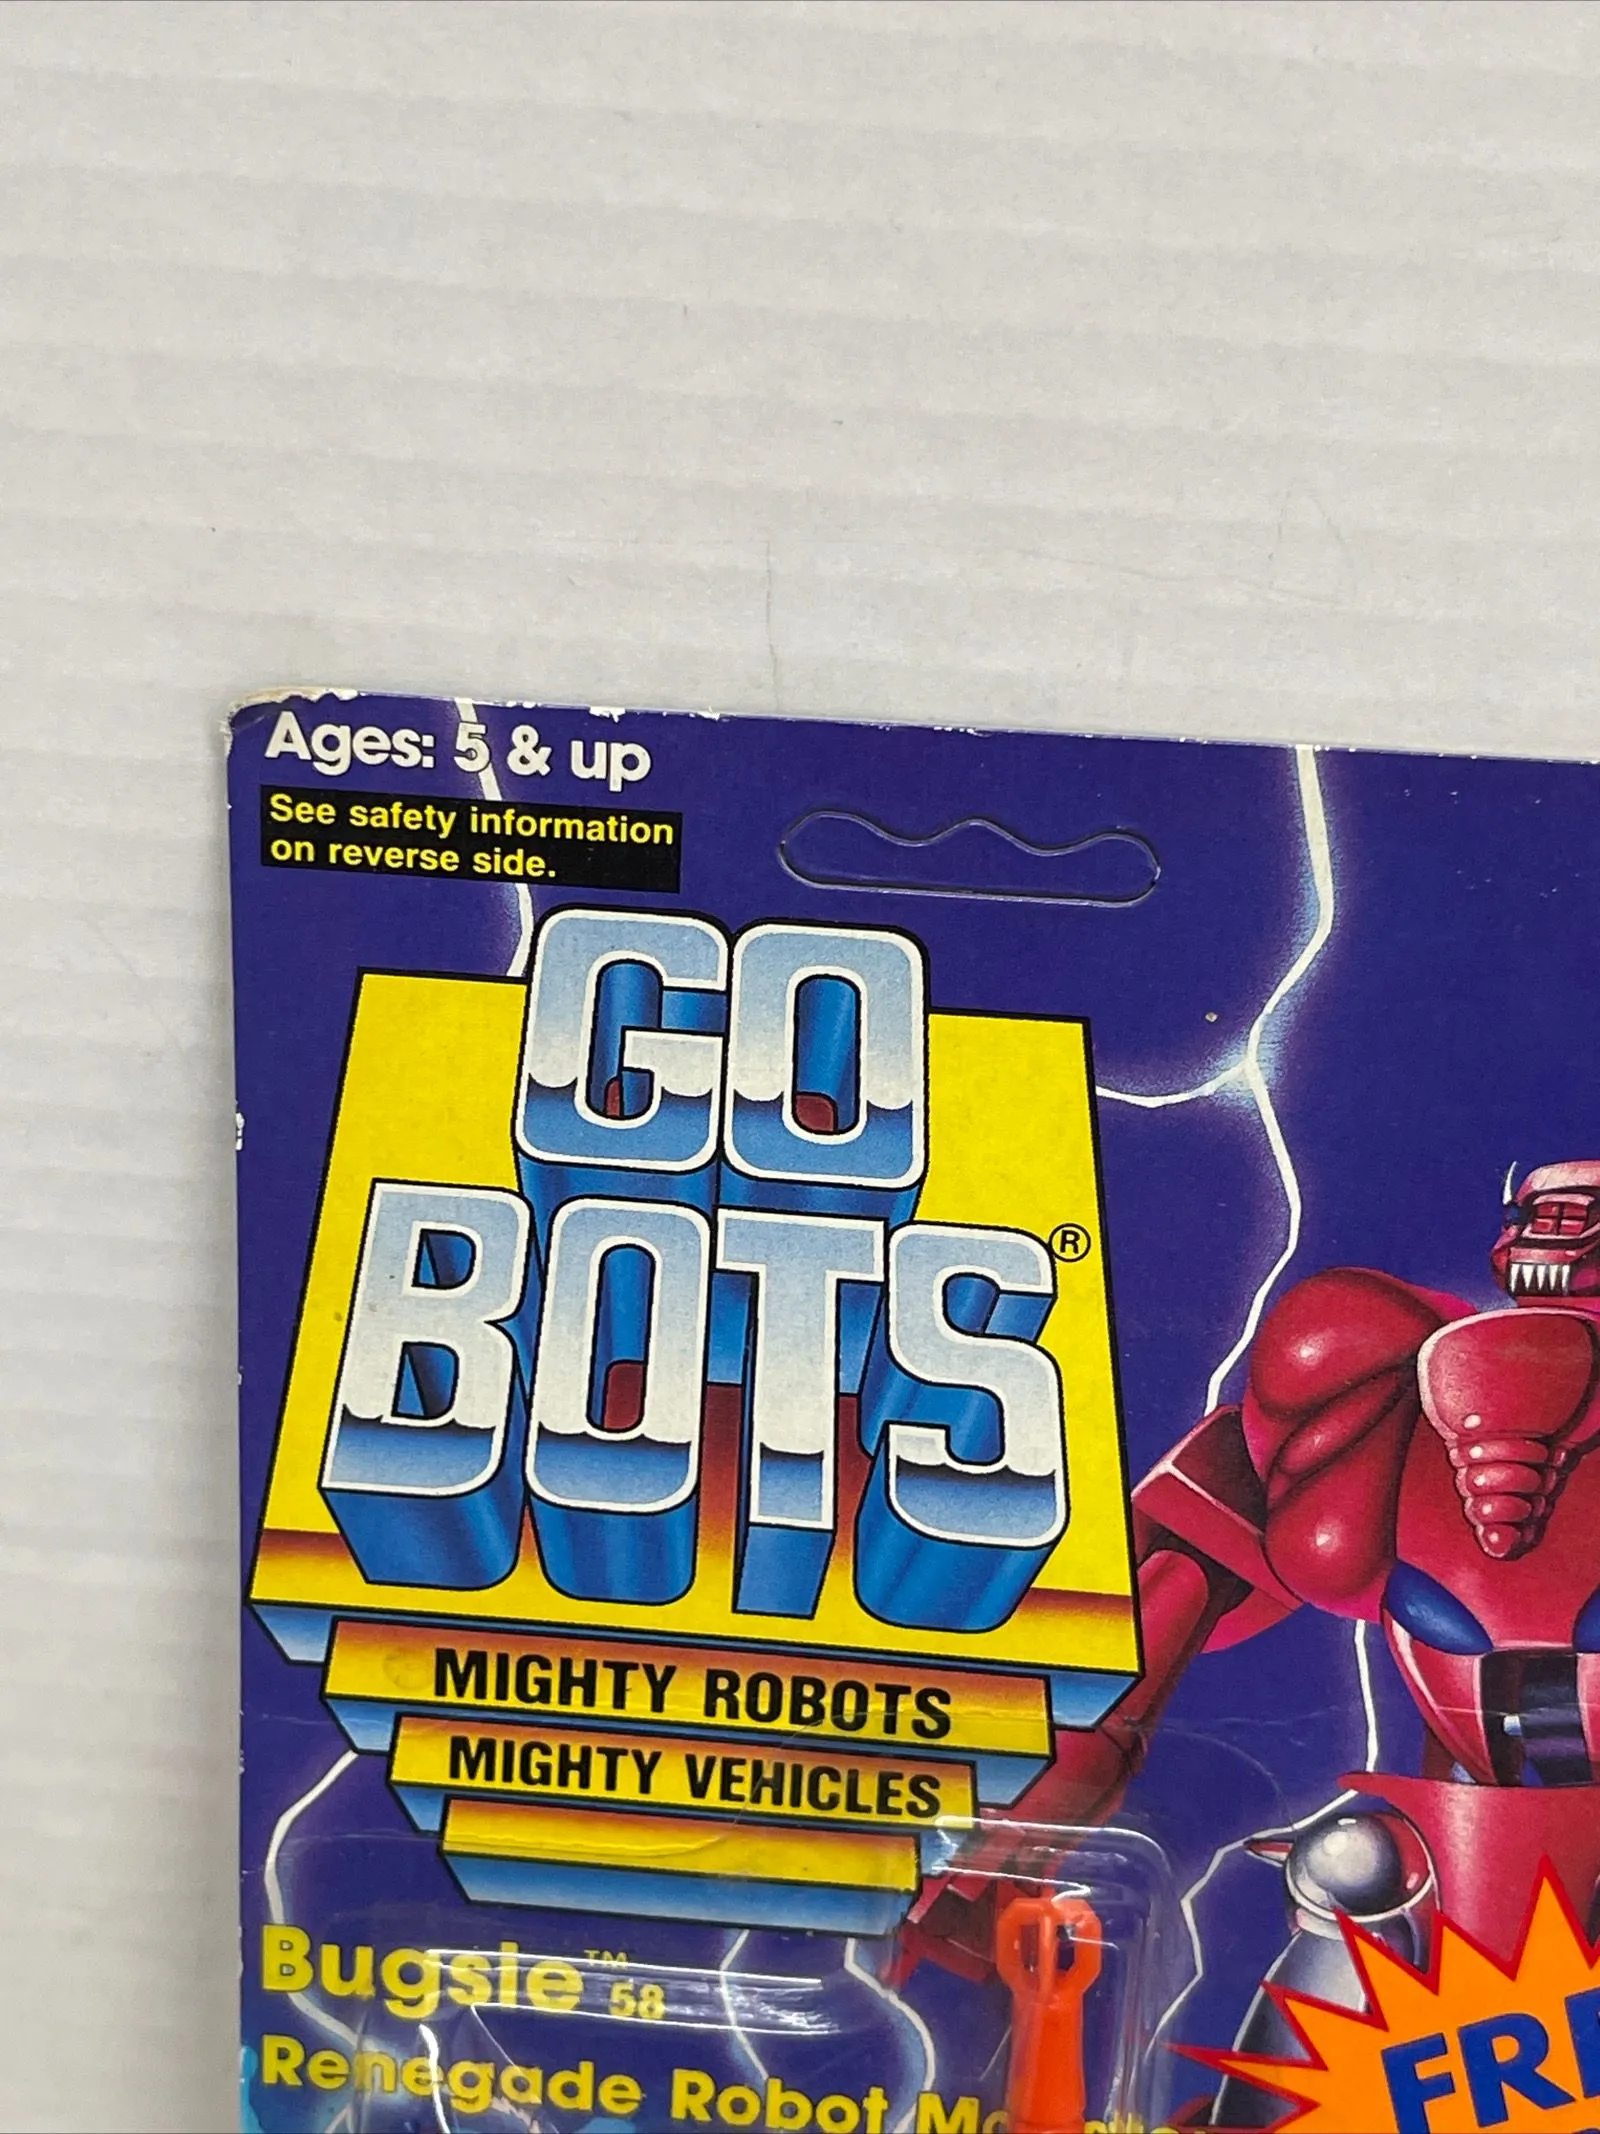 Ages: 5 & up
See safety information
on reverse side.
GO
BOTS®
MIGHTY ROBOTS
MIGHTY VEHICLES
Bugsie™ 58
Renegade Robot
FRE